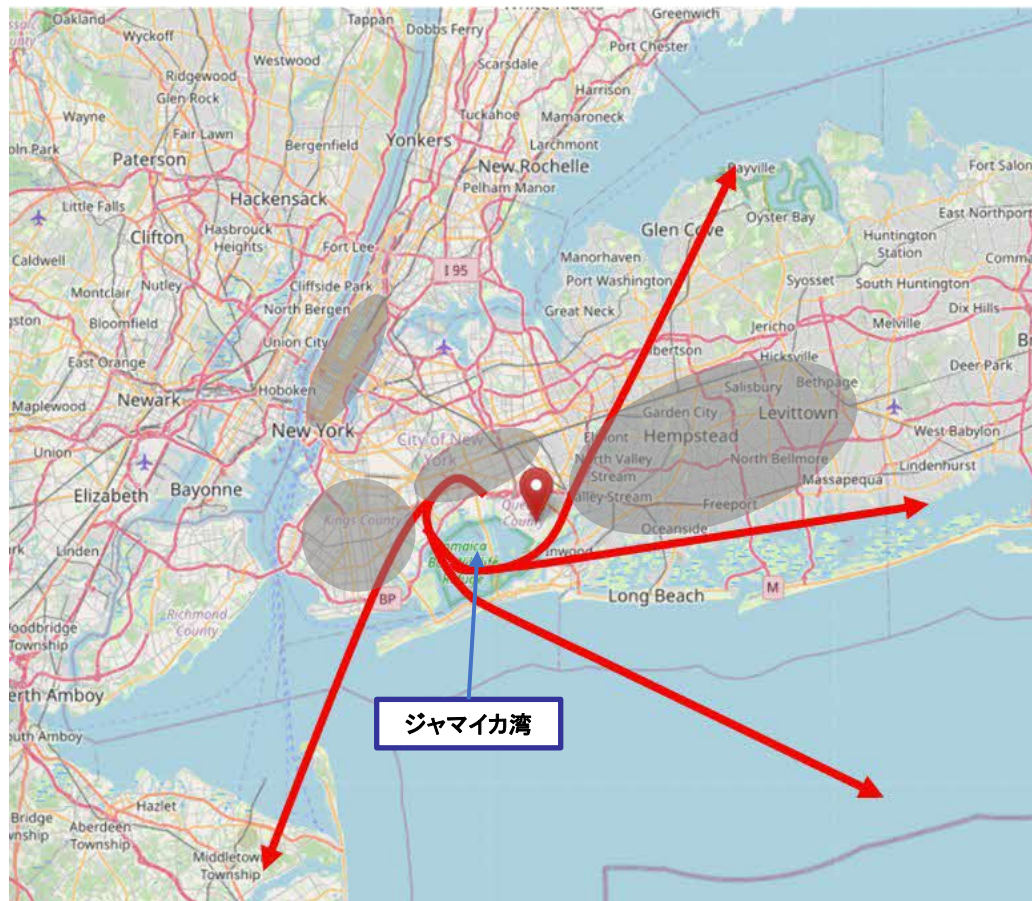 Oakland
Tappan
Dobbs Ferry
Greenwich
Wyckoff
Westwood
Port Chester
Scarsdale
Ridgewood
Harrison
Glen Rock
Tuckahoe
Mamaroneck
Wayne
Fair Lawn
Bergenfield
Yonkers
Larchmont
Paterson
New Rochelle
Bayville
Fort Salon
Pelham Manor
Hackensack
Little Falls
Oyster Bay
East Northport
Hasbrouck
Heights
Clifton
Fort Lee
Glen Cove
Huntington
Station
Caldwell
Manorhaven
I 95
Nutley
Cliffside Park
Port Washington
Syosset
South Huntington
Montclair
North Bergen
Great Neck
Dix Hills
Bloomfield
Jericho
Melville
Union City
Albertson
Hicksville
East Orange
Deer Park
Maplewood
Newark
Hoboken
Salisbury
Bethpage
Garden City
Levittown
New York
City of New
York
Elmont
Hempstead
West Babylon
Union
North Valley
Stream
North Bellmore
Lindenhurst
Elizabeth
Bayonne
Massapequa
Valley Stream
Freeport
Kings County
Queens
County
Oceanside
Linden
Jamaica
Inwood
M
BP
Long Beach
Richmond
County
Woodbridge
Township
Perth Amboy
ジャマイカ湾
South Amboy
Hazlet
Bridge
Township
Aberdeen
Township
Middletown
Township